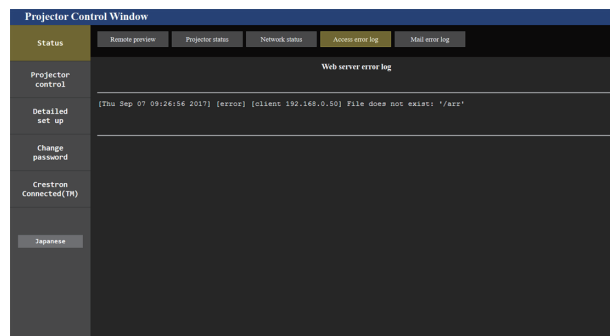 Projector Control Window
Status
Remote preview
Projector status
Network status
Access error log
Mail error log
Web server error log
[Thu Sep 07 09:26:56 2017] [error] [client 192.168.0.50] File does not exist: '/arr'
Projector
control
Detailed
set up
Change
password
Crestron
Connected(TM)
Japanese